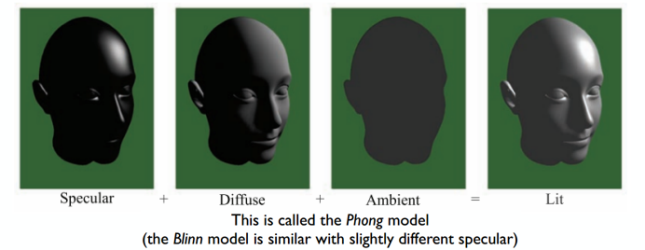 Specular + Diffuse + Ambient = Lit
This is called the Phong model
(the Blinn model is similar with slightly different specular)